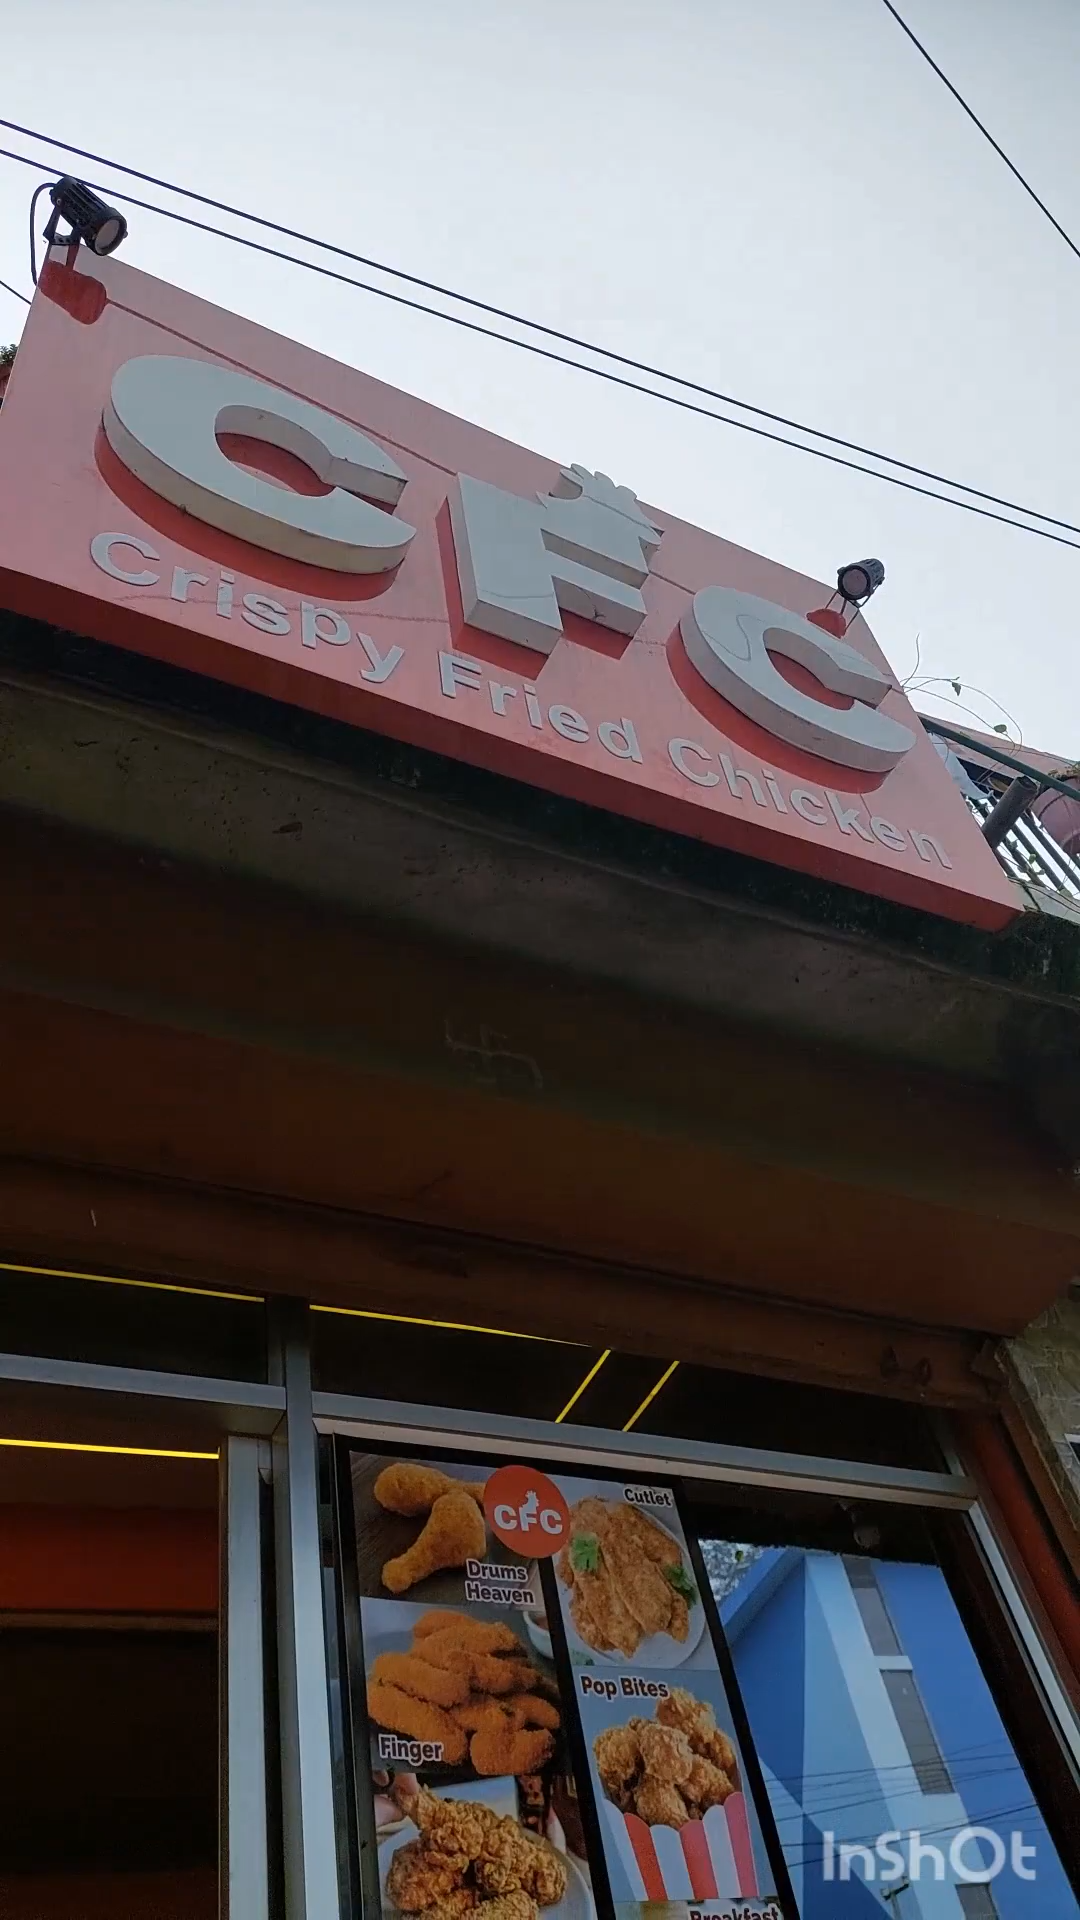 CFC
Crispy Fried Chicken
CFC
Cutlet
Drums
Heaven
Pop Bites
Finger
Breakfast
InShOt